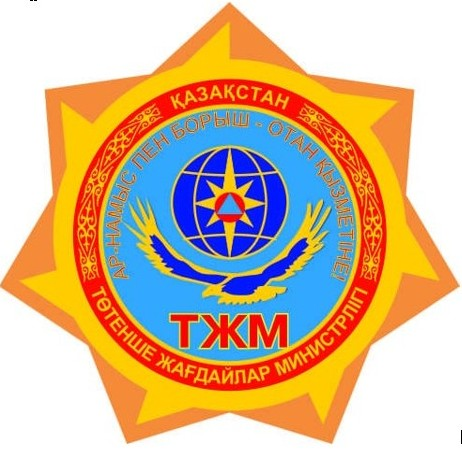 ҚАЗАҚСТАН
АР-НАМЫС ПЕН БОРЫШ - ОТАН ҚЫЗМЕТІНЕ!
ТЖМ
ТӨТЕНШЕ ЖАҒДАЙЛАР МИНИСТРЛІГІ